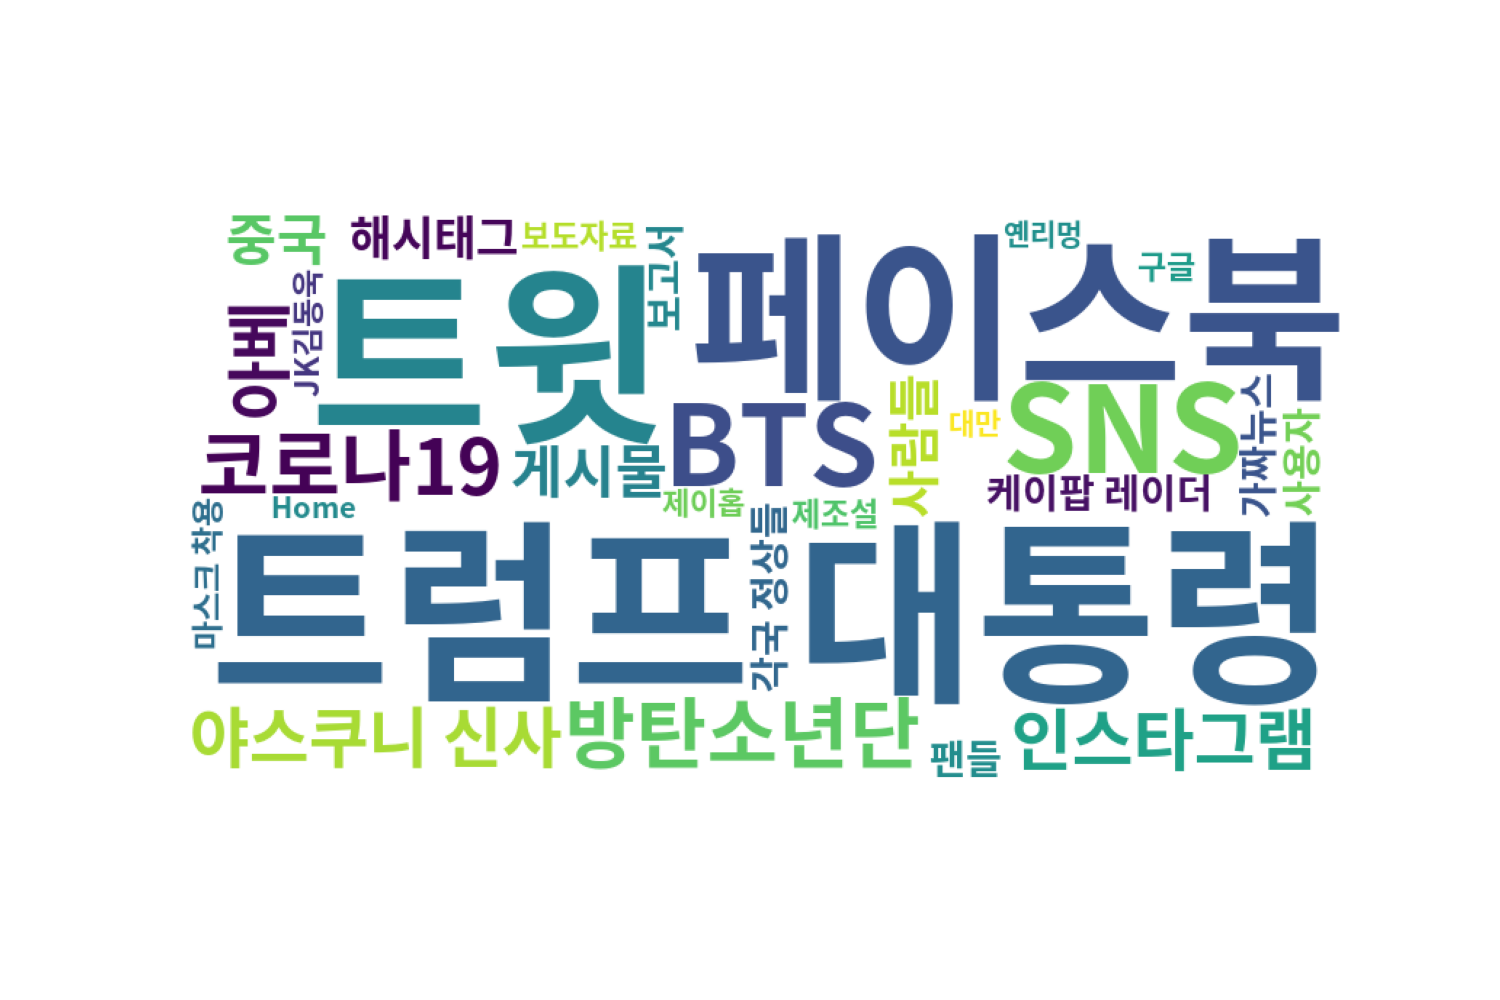 중국
해시태그
보도자료
보고서
옌리멍
구글
아베
JK김동욱
트윗
페이스북
코로나19
게시물
BTS
사람들
대만
SNS
가짜뉴스
사용자
Home
제이홉
제조설
케이팝 레이더
마스크 착용
트럼프
각국 정상들
대통령
야스쿠니 신사
방탄소년단
팬들
인스타그램